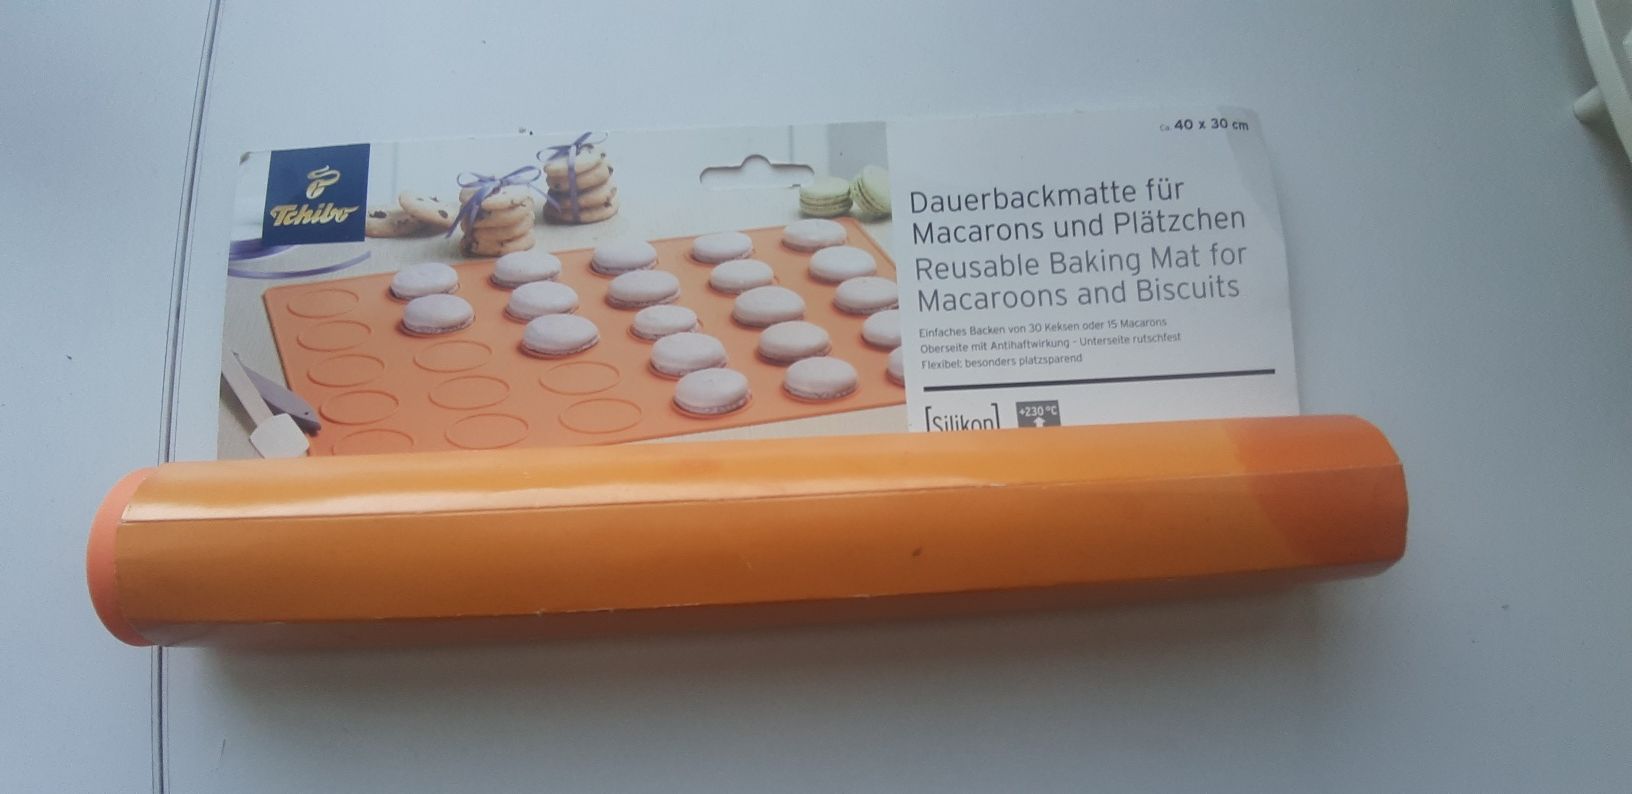 Tchibo
Ca. 40 x 30 cm
Dauerbackmatte für
Macarons und Plätzchen
Reusable Baking Mat for
Macaroons and Biscuits
Einfaches Backen von 30 Keksen oder 15 Macarons
Oberseite mit Antihaftwirkung - Unterseite rutschfest
Flexibel: besonders platzsparend
[Silikon]
+230 °C